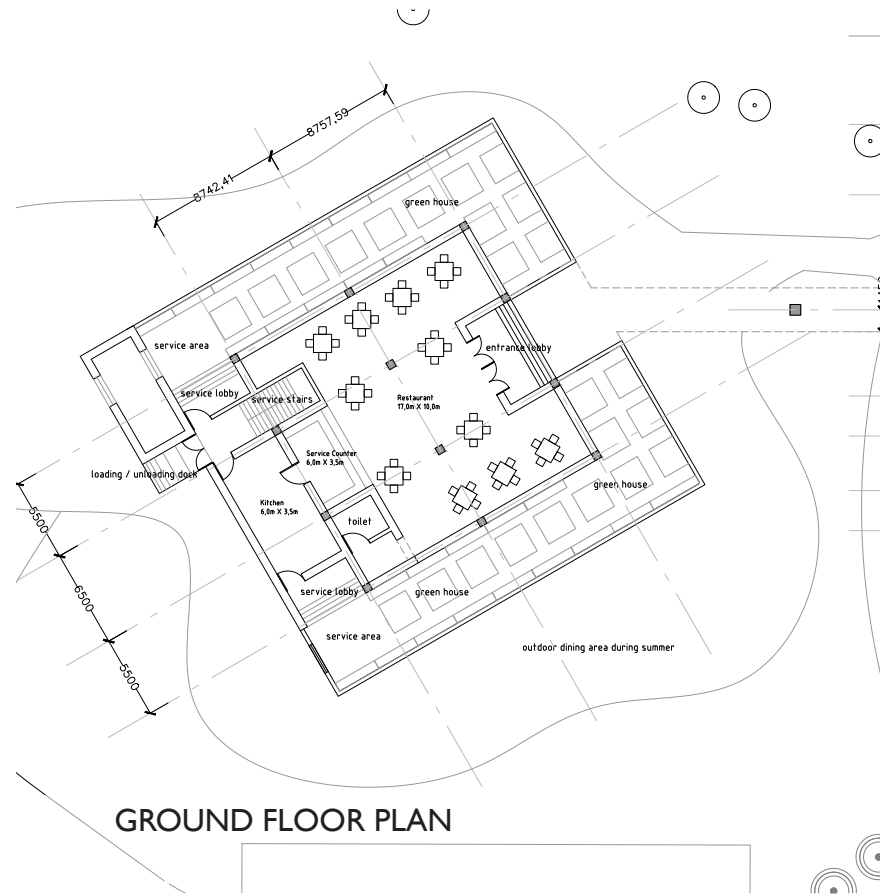 8757,59
8742,41
green house
service area
entrance lobby
service lobby
service stairs
Restaurant
17,0m X 10,0m
Service Counter
6,0m X 3,5m
loading / unloading dock
green house
Kitchen
6,0m X 3,5m
toilet
5500
service lobby
green house
6500
service area
outdoor dining area during summer
5500
GROUND FLOOR PLAN